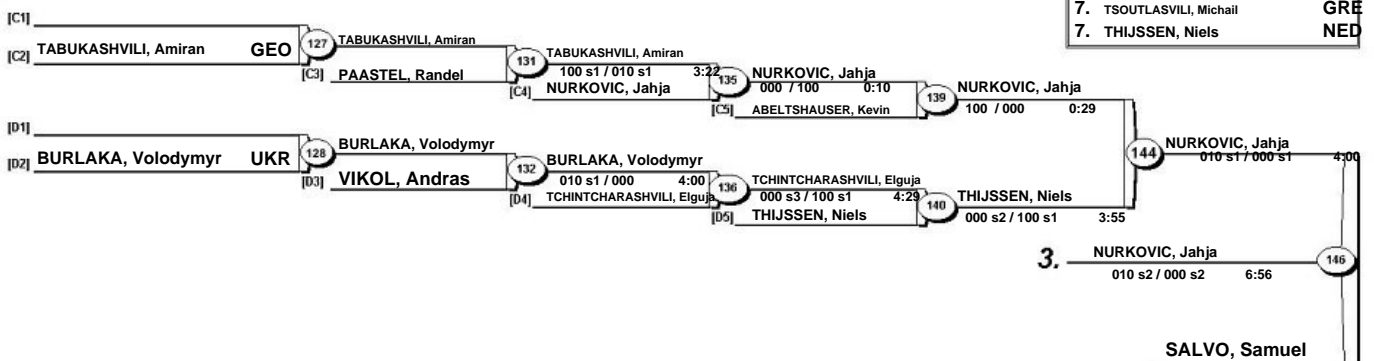 7. TSOUTLASVILI, Michail GRE
7. THIJSSEN, Niels NED
[C1]
[C2] TABUKASHVILI, Amiran GEO
127
TABUKASHVILI, Amiran
[C3] PAASTEL, Randel
131
TABUKASHVILI, Amiran
100 s1 / 010 s1 3:22
[C4] NURKOVIC, Jahja
135
NURKOVIC, Jahja
000 / 100 0:10
[C5] ABELTSHAUSER, Kevin
139
NURKOVIC, Jahja
100 / 000 0:29
[D1]
[D2] BURLAKA, Volodymyr UKR
128
BURLAKA, Volodymyr
[D3] VIKOL, Andras
132
BURLAKA, Volodymyr
010 s1 / 000 4:00
[D4] TCHINTCHARASHVILI, Elguja
136
TCHINTCHARASHVILI, Elguja
000 s3 / 100 s1 4:29
[D5] THIJSSEN, Niels
140
THIJSSEN, Niels
000 s2 / 100 s1 3:55
144
NURKOVIC, Jahja
010 s1 / 000 s1 4:00
3. NURKOVIC, Jahja
010 s2 / 000 s2 6:56
146
SALVO, Samuel